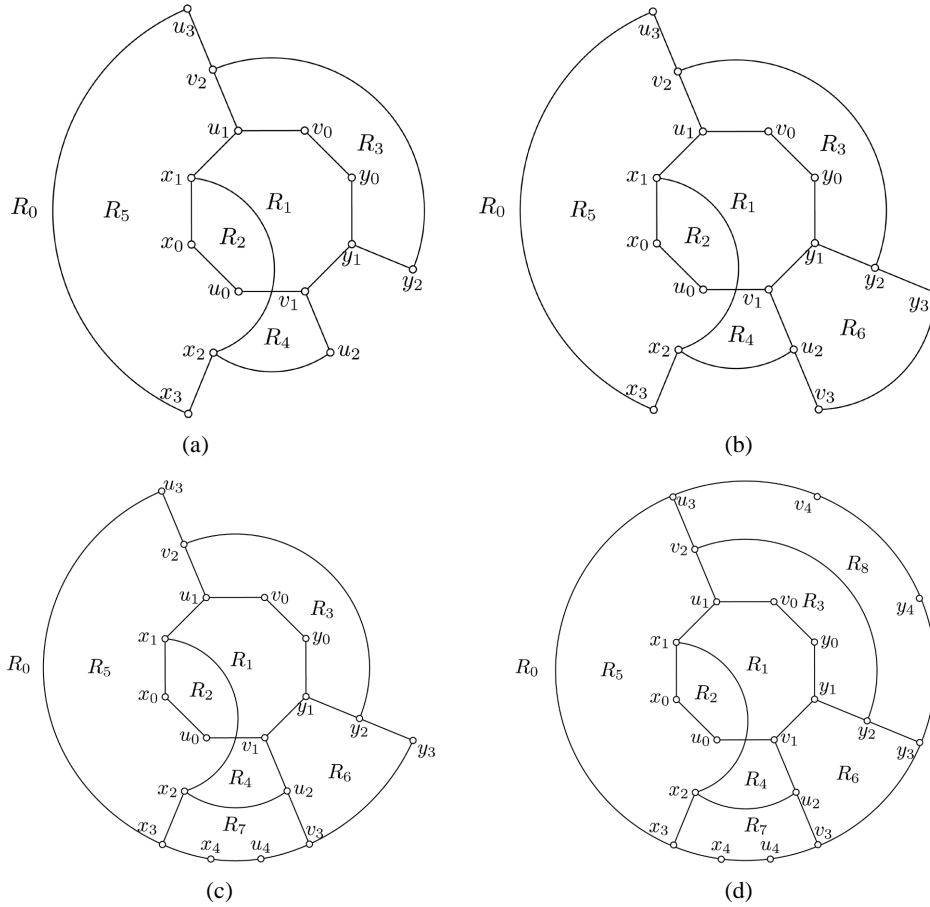 u₃
v₂
u₁ v₀
R₃
x₁ y₀
R₀ R₅ R₂ R₁
x₀ y₁
u₀ v₁ y₂
x₂ R₄ u₂
x₃
(a)
u₃
v₂
u₁ v₀
R₃
x₁ y₀
R₀ R₅ R₂ R₁
x₀ y₁
u₀ v₁ y₂ y₃
x₂ R₄ u₂ R₆
x₃ v₃
(b)
u₃
v₂
u₁ v₀ R₃
x₁ y₀
R₀ R₅ R₂ R₁
x₀ y₁
u₀ v₁ y₂ y₃
x₂ R₄ u₂ R₆
x₃ R₇ v₃
x₄ u₄
(c)
u₃ v₄
v₂ R₈
u₁ v₀ R₃ y₄
x₁ y₀
R₀ R₅ R₂ R₁
x₀ y₁
u₀ v₁ y₂ y₃
x₂ R₄ u₂ R₆
x₃ R₇ v₃
x₄ u₄
(d)